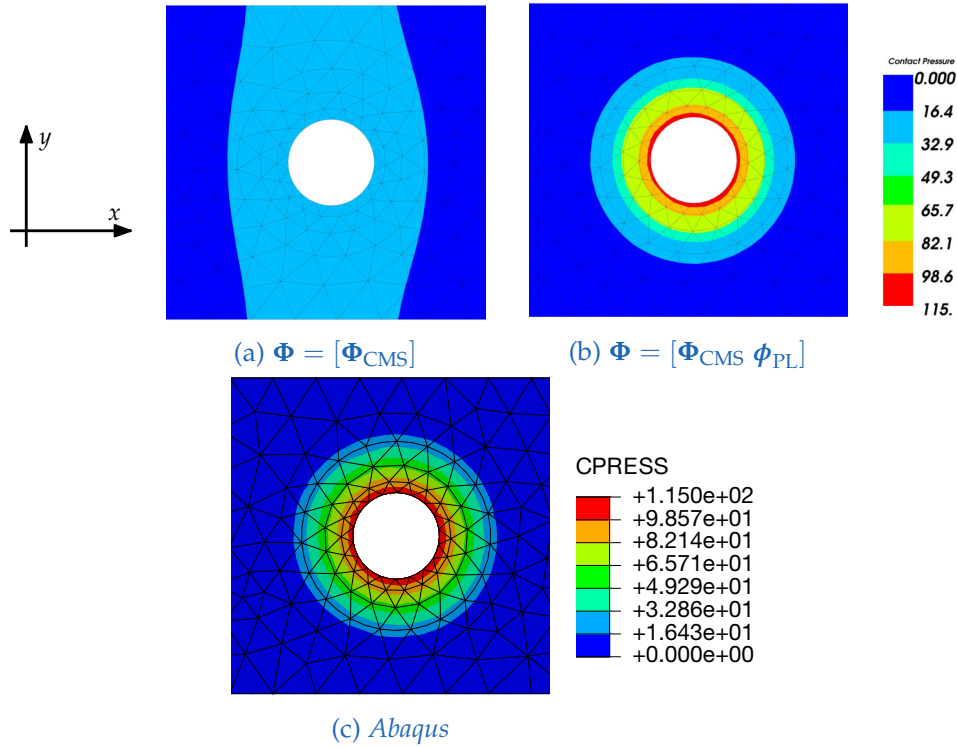 y
x
Contact Pressure
0.000
16.4
32.9
49.3
65.7
82.1
98.6
115.
(a) Φ = [Φ_CMS]
(b) Φ = [Φ_CMS ϕ_PL]
CPRESS
+1.150e+02
+9.857e+01
+8.214e+01
+6.571e+01
+4.929e+01
+3.286e+01
+1.643e+01
+0.000e+00
(c) Abaqus